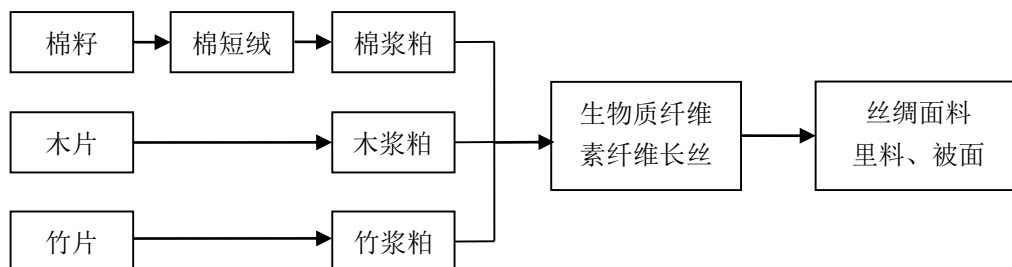 棉籽
棉短绒
棉浆粕
木片
木浆粕
竹片
竹浆粕
生物质纤维
素纤维长丝
丝绸面料
里料、被面